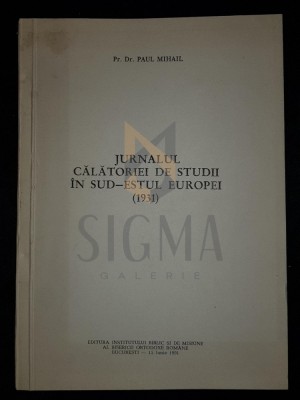 Pr. Dr. PAUL MIHAIL
JURNALUL
CĂLĂTORIEI DE STUDII
ÎN SUD–ESTUL EUROPEI
(1931)
SIGMA
GALERIE
EDITURA INSTITUTULUI BIBLIC ȘI DE MISIUNE
AL BISERICII ORTODOXE ROMÂNE
BUCUREȘTI —